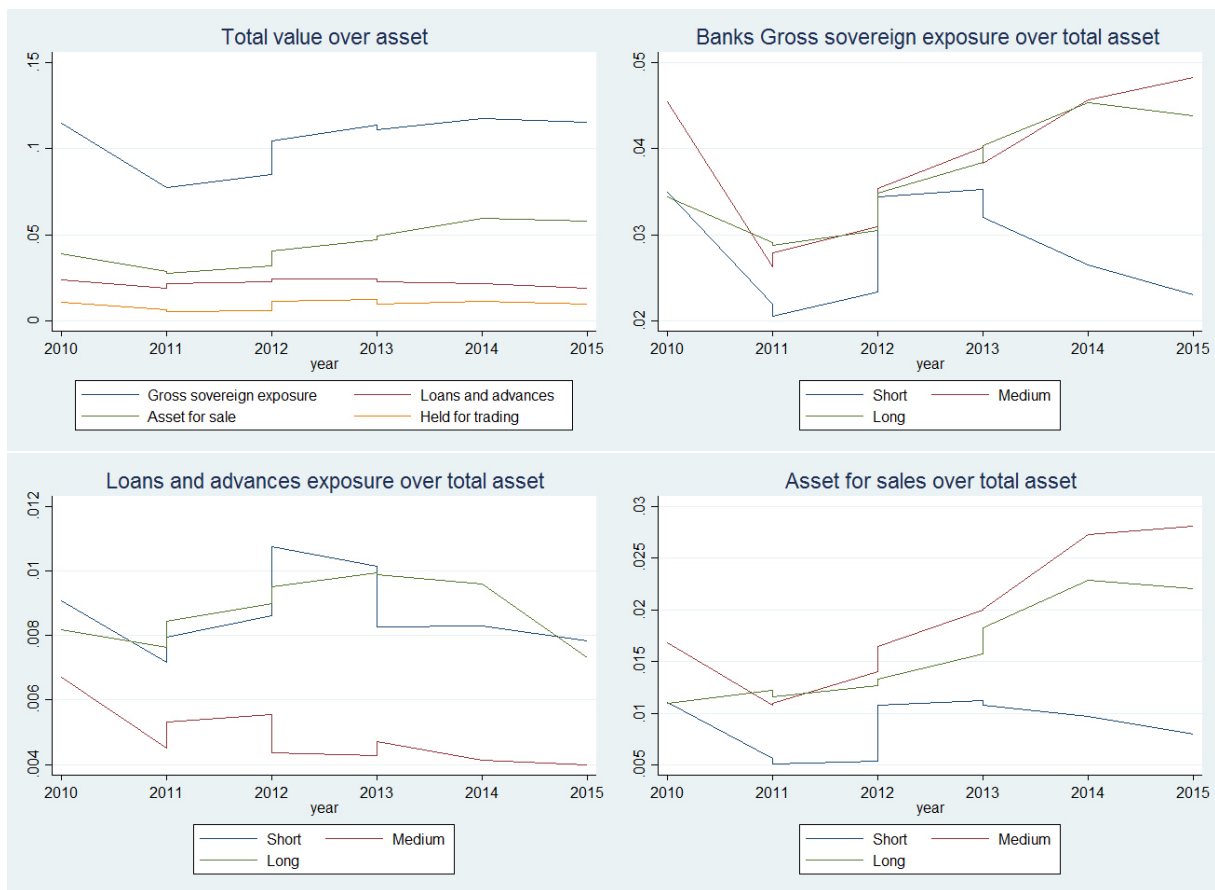 Total value over asset
.15
.1
.05
0
2010 2011 2012 2013 2014 2015
year
Gross sovereign exposure Loans and advances
Asset for sale Held for trading
Banks Gross sovereign exposure over total asset
.05
.04
.03
.02
2010 2011 2012 2013 2014 2015
year
Short Medium
Long
Loans and advances exposure over total asset
.012
.01
.008
.006
.004
2010 2011 2012 2013 2014 2015
year
Short Medium
Long
Asset for sales over total asset
.03
.025
.02
.015
.01
.005
2010 2011 2012 2013 2014 2015
year
Short Medium
Long